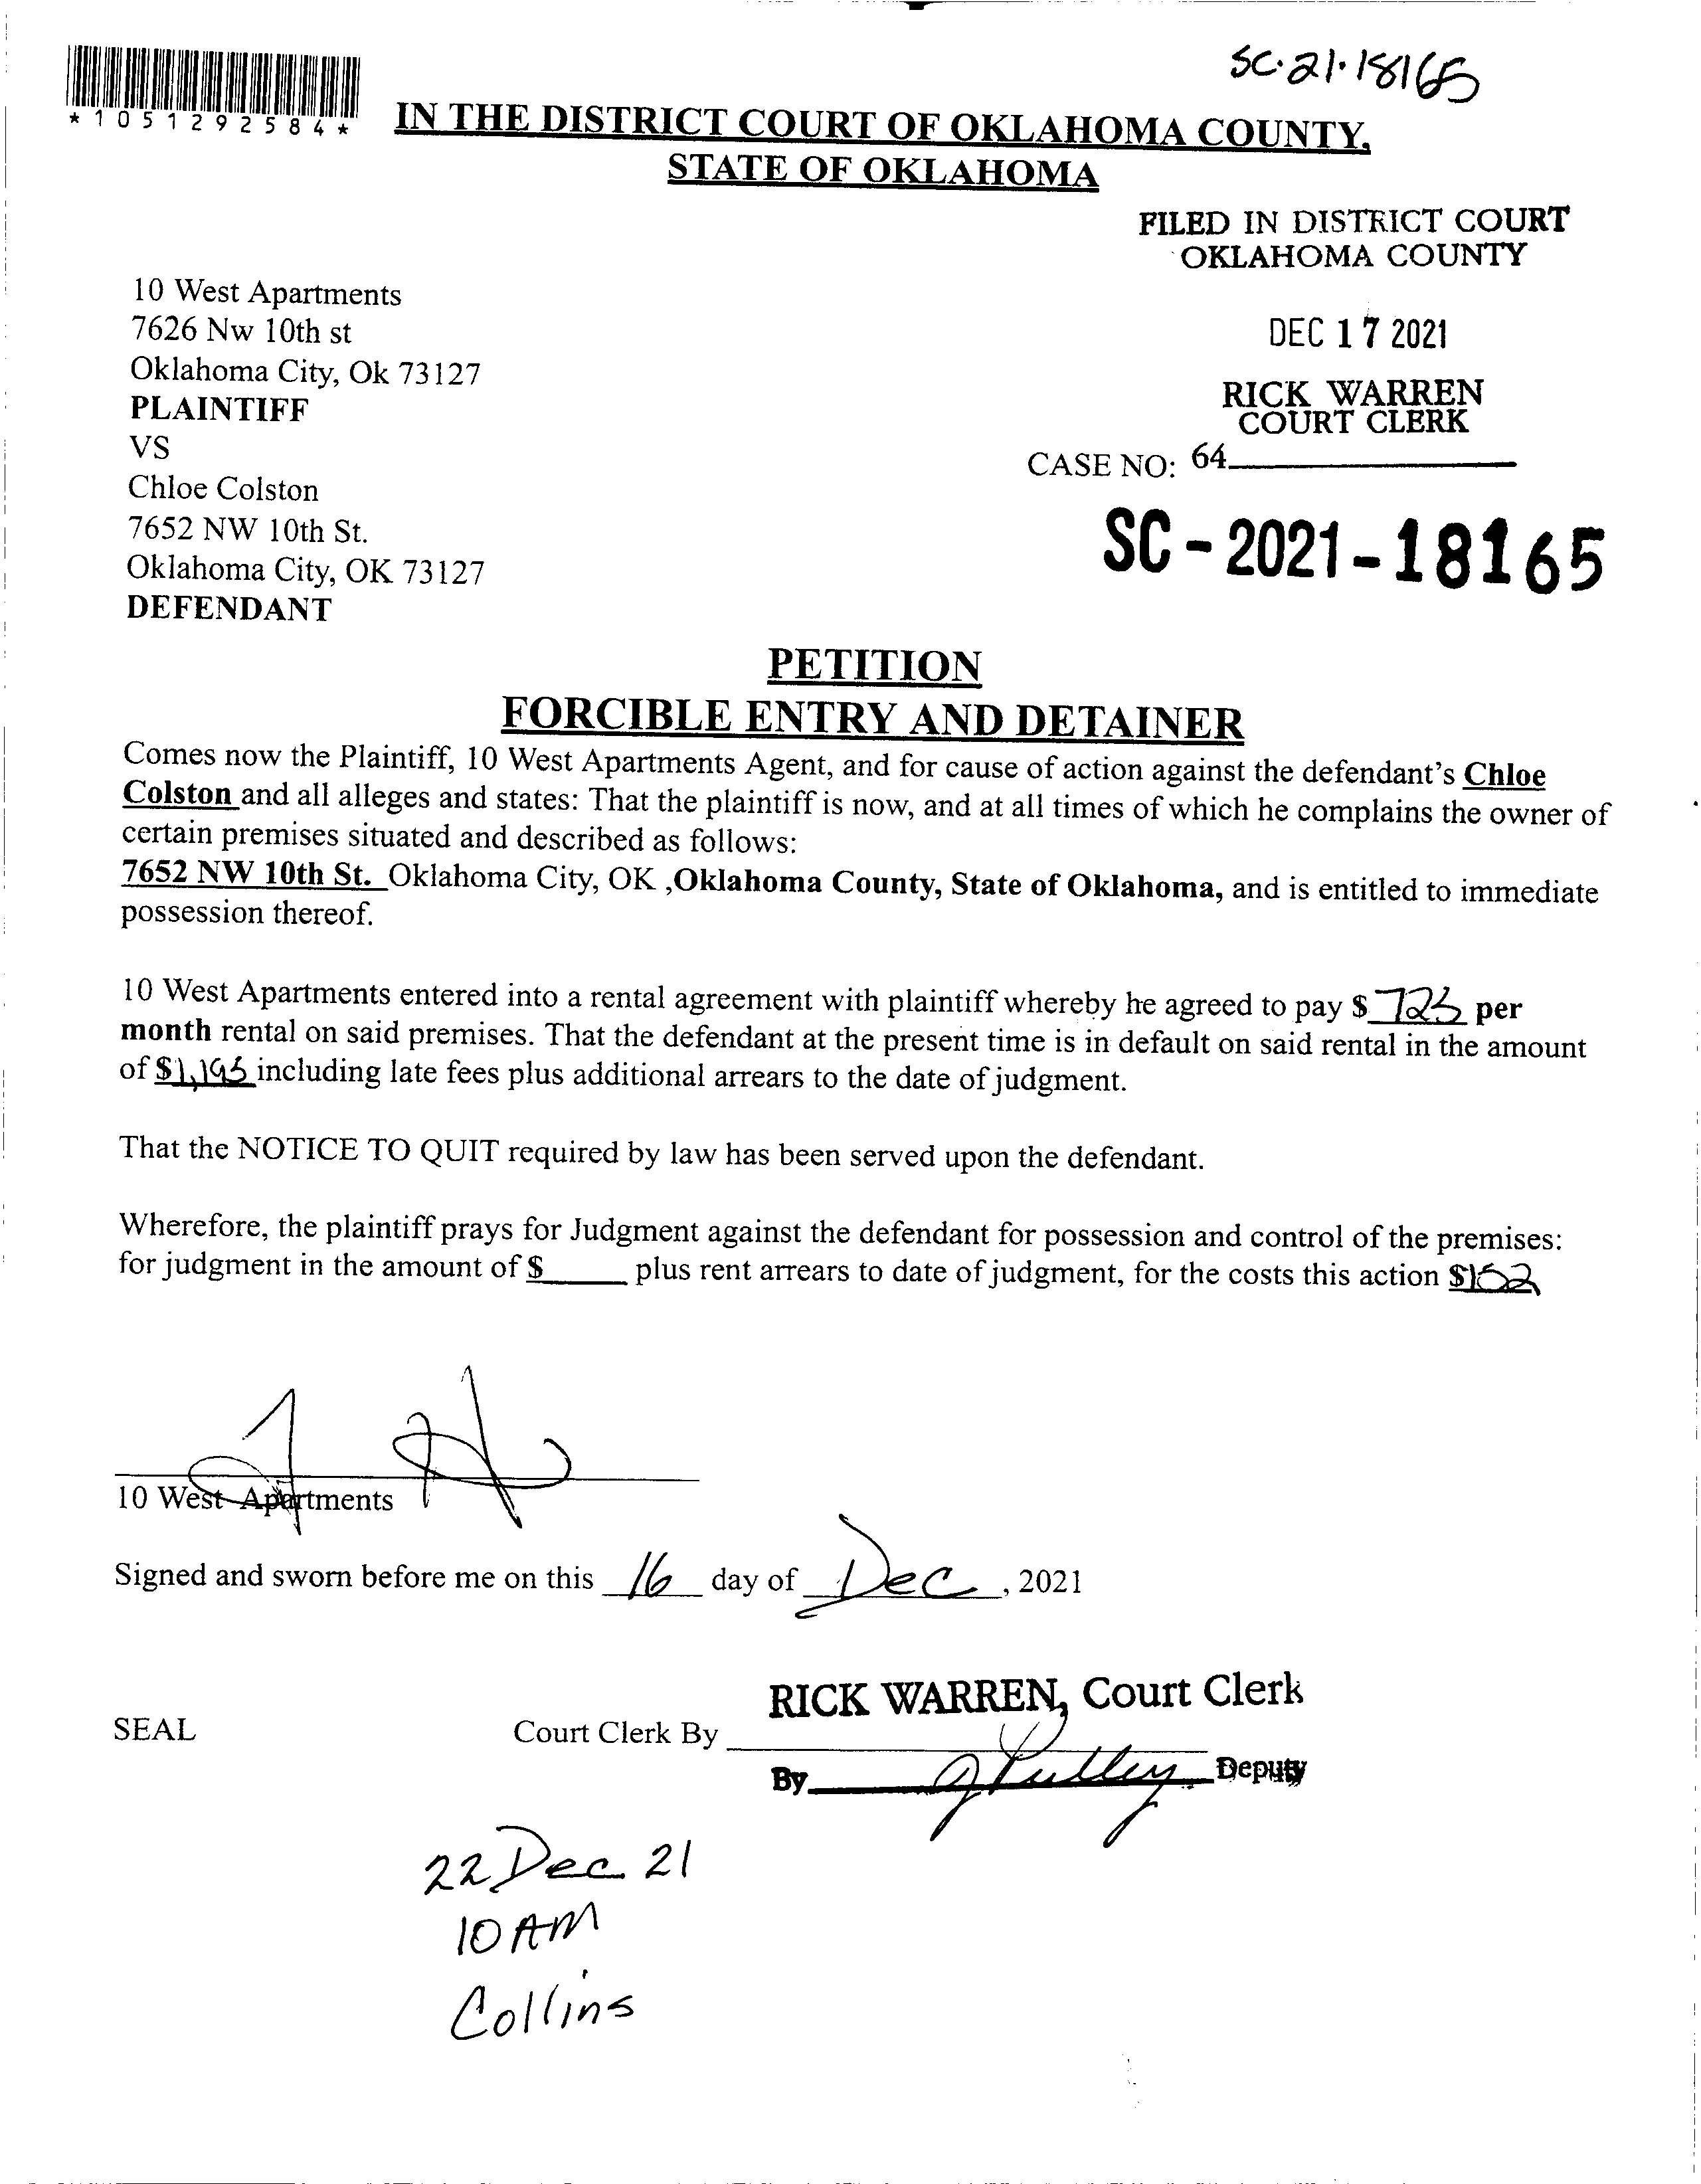 SC-21-18165
*1051292584*
IN THE DISTRICT COURT OF OKLAHOMA COUNTY,
STATE OF OKLAHOMA
FILED IN DISTRICT COURT
OKLAHOMA COUNTY
10 West Apartments
7626 Nw 10th st
Oklahoma City, Ok 73127
PLAINTIFF
VS
Chloe Colston
7652 NW 10th St.
Oklahoma City, OK 73127
DEFENDANT
DEC 17 2021
RICK WARREN
COURT CLERK
CASE NO: 64
SC-2021-18165
PETITION
FORCIBLE ENTRY AND DETAINER
Comes now the Plaintiff, 10 West Apartments Agent, and for cause of action against the defendant's Chloe
Colston and all alleges and states: That the plaintiff is now, and at all times of which he complains the owner of
certain premises situated and described as follows:
7652 NW 10th St. Oklahoma City, OK ,Oklahoma County, State of Oklahoma, and is entitled to immediate
possession thereof.
10 West Apartments entered into a rental agreement with plaintiff whereby he agreed to pay $ 725 per
month rental on said premises. That the defendant at the present time is in default on said rental in the amount
of $1,195 including late fees plus additional arrears to the date of judgment.
That the NOTICE TO QUIT required by law has been served upon the defendant.
Wherefore, the plaintiff prays for Judgment against the defendant for possession and control of the premises:
for judgment in the amount of $ plus rent arrears to date of judgment, for the costs this action $152
10 West Apartments
Signed and sworn before me on this 16 day of Dec, 2021
RICK WARREN, Court Clerk
SEAL Court Clerk By
By Deputy
22 Dec 21
10 AM
Collins